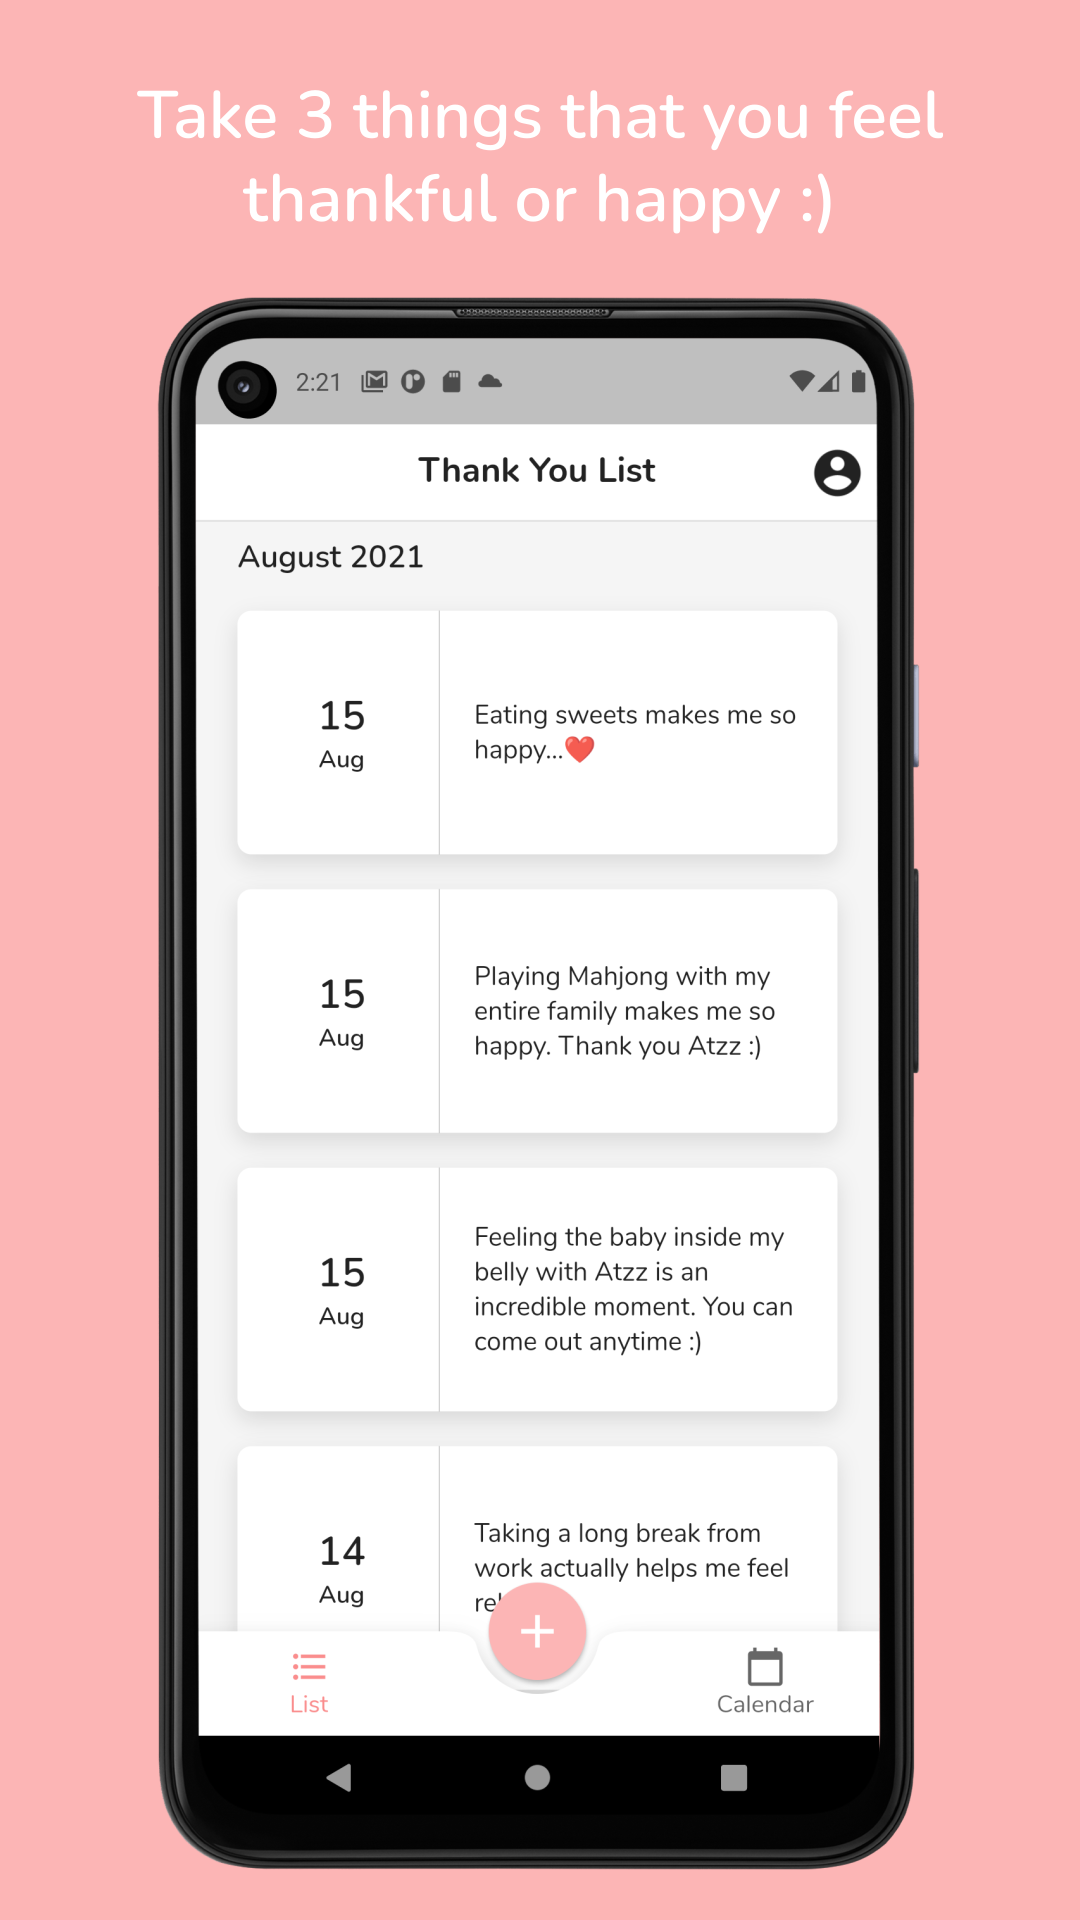 Take 3 things that you feel
thankful or happy :)
2:21
Thank You List
August 2021
15
Aug
Eating sweets makes me so
happy...❤️
15
Aug
Playing Mahjong with my
entire family makes me so
happy. Thank you Atzz :)
15
Aug
Feeling the baby inside my
belly with Atzz is an
incredible moment. You can
come out anytime :)
14
Aug
Taking a long break from
work actually helps me feel
+
List
Calendar